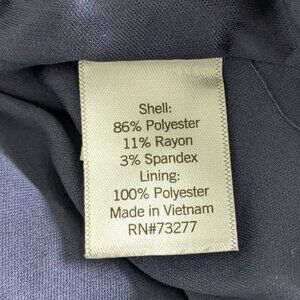 Shell:
86% Polyester
11% Rayon
3% Spandex
Lining:
100% Polyester
Made in Vietnam
RN#73277